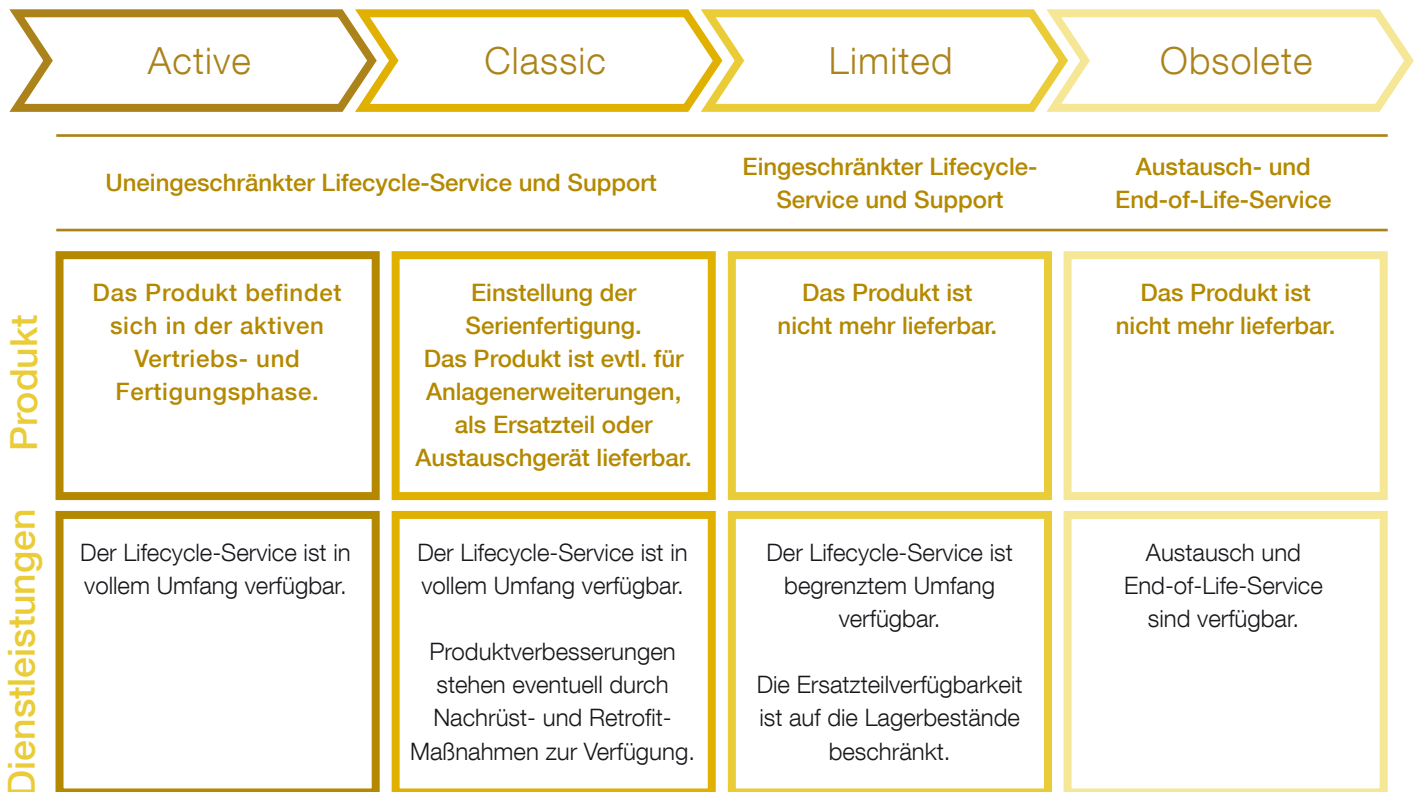 Active
Classic
Limited
Obsolete
Uneingeschränkter Lifecycle-Service und Support
Eingeschränkter Lifecycle-
Service und Support
Austausch- und
End-of-Life-Service
Produkt
Das Produkt befindet
sich in der aktiven
Vertriebs- und
Fertigungsphase.
Einstellung der
Serienfertigung.
Das Produkt ist evtl. für
Anlagenerweiterungen,
als Ersatzteil oder
Austauschgerät lieferbar.
Das Produkt ist
nicht mehr lieferbar.
Das Produkt ist
nicht mehr lieferbar.
Dienstleistungen
Der Lifecycle-Service ist in
vollem Umfang verfügbar.
Der Lifecycle-Service ist in
vollem Umfang verfügbar.
Produktverbesserungen
stehen eventuell durch
Nachrüst- und Retrofit-
Maßnahmen zur Verfügung.
Der Lifecycle-Service ist
begrenztem Umfang
verfügbar.
Die Ersatzteilverfügbarkeit
ist auf die Lagerbestände
beschränkt.
Austausch und
End-of-Life-Service
sind verfügbar.